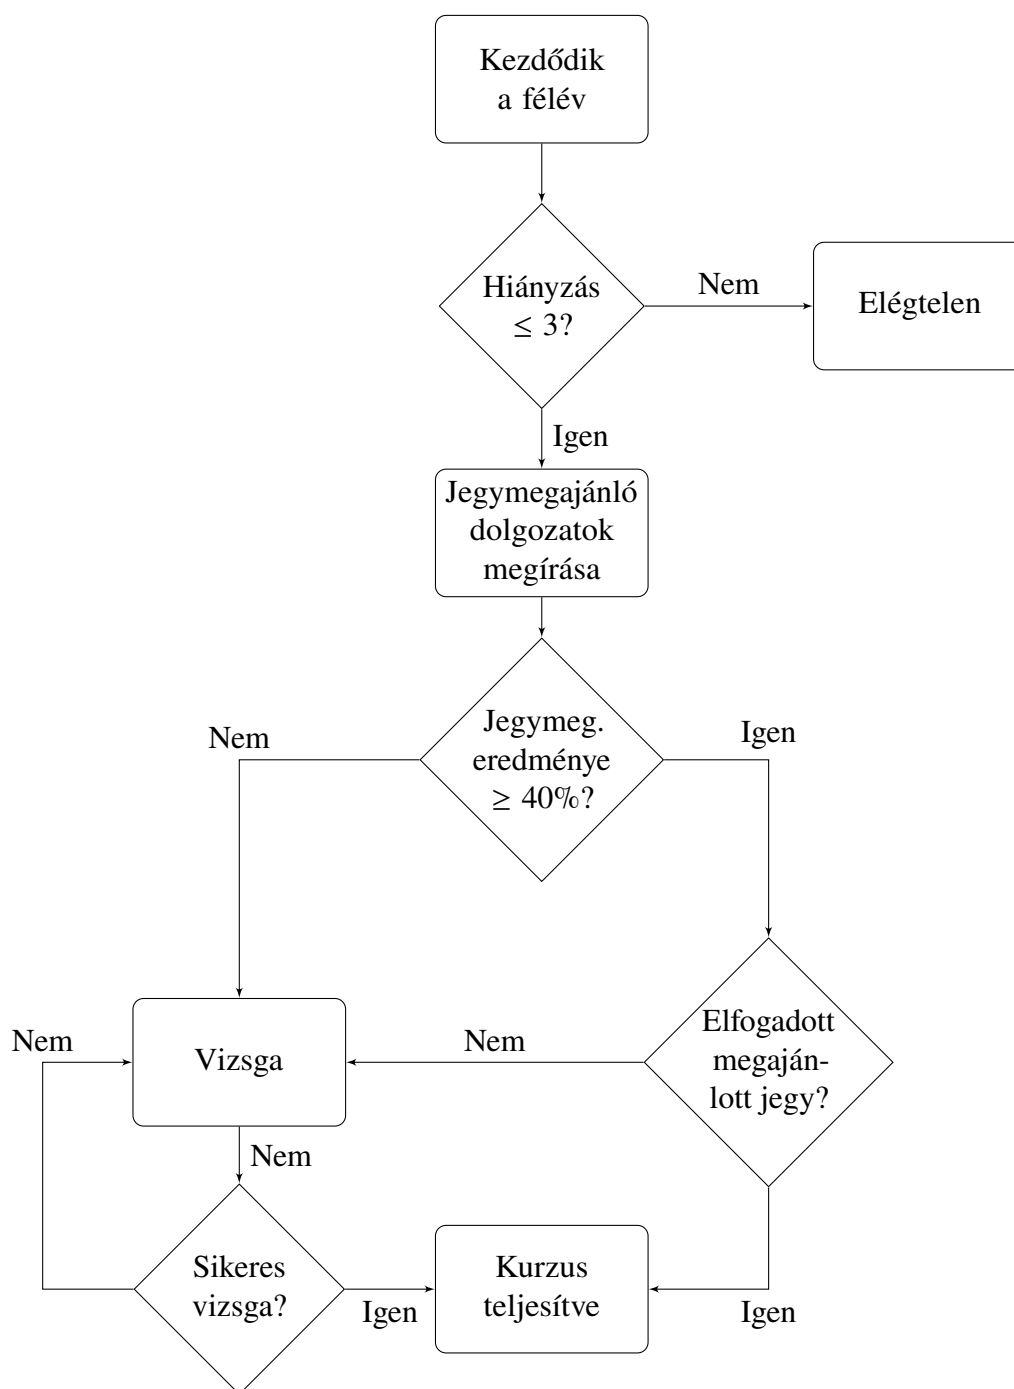 Kezdődik
a félév
Hiányzás
≤ 3?
Nem
Elégtelen
Igen
Jegymegajánló
dolgozatok
megírása
Jegymeg.
eredménye
≥ 40%?
Nem
Igen
Elfogadott
megaján-
lott jegy?
Nem
Nem
Vizsga
Nem
Sikeres
vizsga?
Igen
Kurzus
teljesítve
Igen